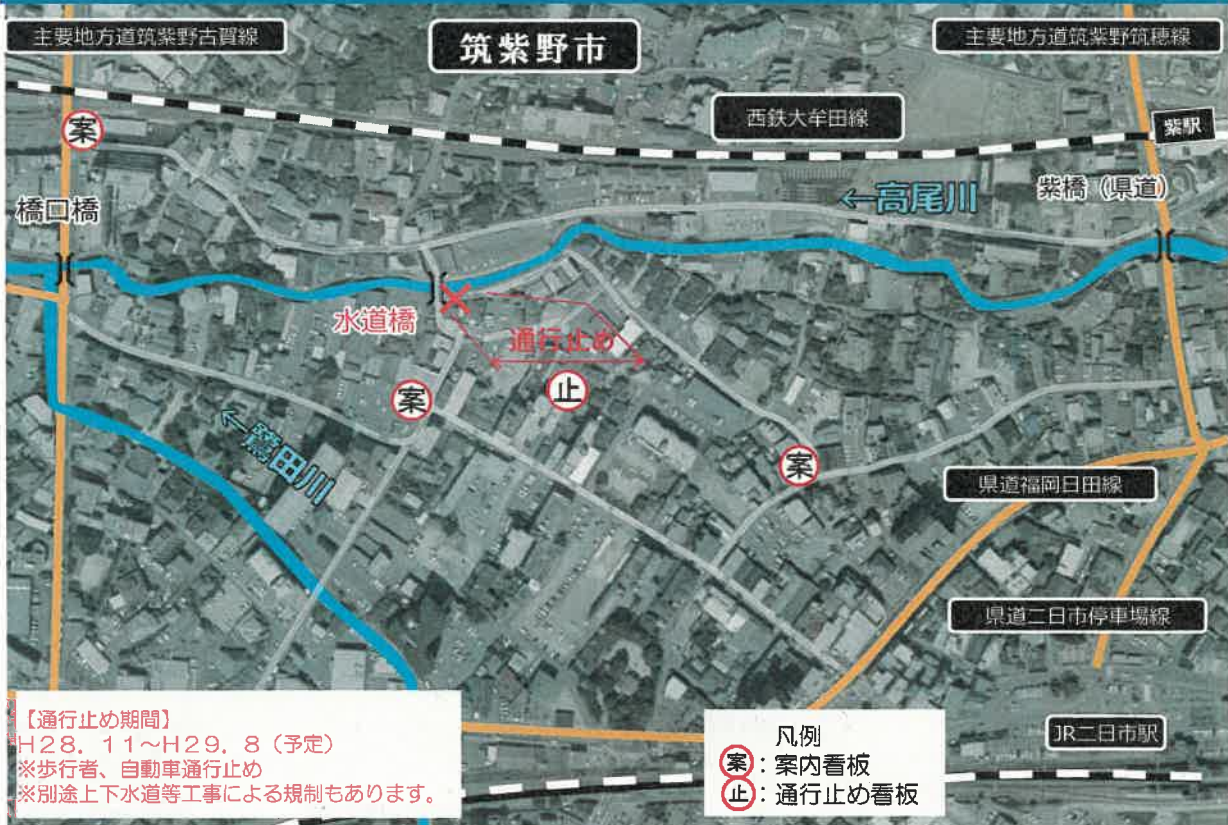 主要地方道筑紫野古賀線
筑紫野市
主要地方道筑紫野筑穂線
西鉄大牟田線
紫駅
案
橋口橋
←高尾川
紫橋（県道）
水道橋
通行止め
案
止
←鷺田川
案
県道福岡日田線
県道二日市停車場線
JR二日市駅
【通行止め期間】
H28．11～H29．8（予定）
※歩行者、自動車通行止め
※別途上下水道等工事による規制もあります。
凡例
案：案内看板
止：通行止め看板